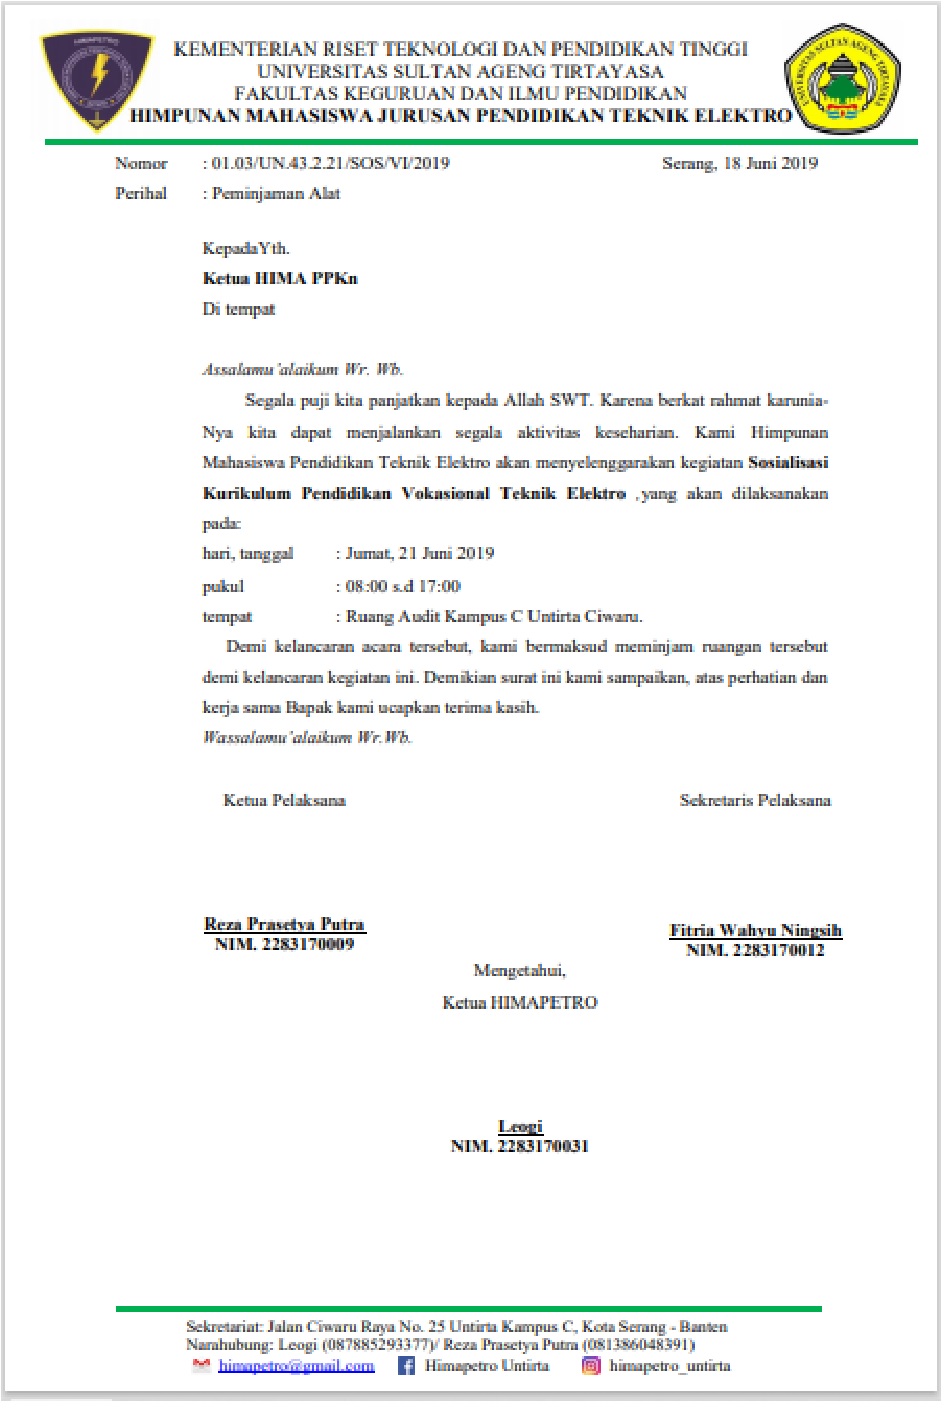 HIMAPETRO
UNIVERSITAS SULTAN AGENG TIRTAYASA
KEMENTERIAN RISET TEKNOLOGI DAN PENDIDIKAN TINGGI
UNIVERSITAS SULTAN AGENG TIRTAYASA
FAKULTAS KEGURUAN DAN ILMU PENDIDIKAN
HIMPUNAN MAHASISWA JURUSAN PENDIDIKAN TEKNIK ELEKTRO
Nomor : 01.03/UN.43.2.21/SOS/VI/2019 Serang, 18 Juni 2019
Perihal : Peminjaman Alat
KepadaYth.
Ketua HIMA PPKn
Di tempat
Assalamu'alaikum Wr. Wb.
Segala puji kita panjatkan kepada Allah SWT. Karena berkat rahmat karunia-
Nya kita dapat menjalankan segala aktivitas keseharian. Kami Himpunan
Mahasiswa Pendidikan Teknik Elektro akan menyelenggarakan kegiatan Sosialisasi
Kurikulum Pendidikan Vokasional Teknik Elektro ,yang akan dilaksanakan
pada:
hari, tanggal : Jumat, 21 Juni 2019
pukul : 08:00 s.d 17:00
tempat : Ruang Audit Kampus C Untirta Ciwaru.
Demi kelancaran acara tersebut, kami bermaksud meminjam ruangan tersebut
demi kelancaran kegiatan ini. Demikian surat ini kami sampaikan, atas perhatian dan
kerja sama Bapak kami ucapkan terima kasih.
Wassalamu'alaikum Wr.Wb.
Ketua Pelaksana Sekretaris Pelaksana
Reza Prasetya Putra Fitria Wahyu Ningsih
NIM. 2283170009 NIM. 2283170012
Mengetahui,
Ketua HIMAPETRO
Leogi
NIM. 2283170031
Sekretariat: Jalan Ciwaru Raya No. 25 Untirta Kampus C, Kota Serang - Banten
Narahubung: Leogi (087885293377)/ Reza Prasetya Putra (081386048391)
himapetro@gmail.com Himapetro Untirta himapetro_untirta